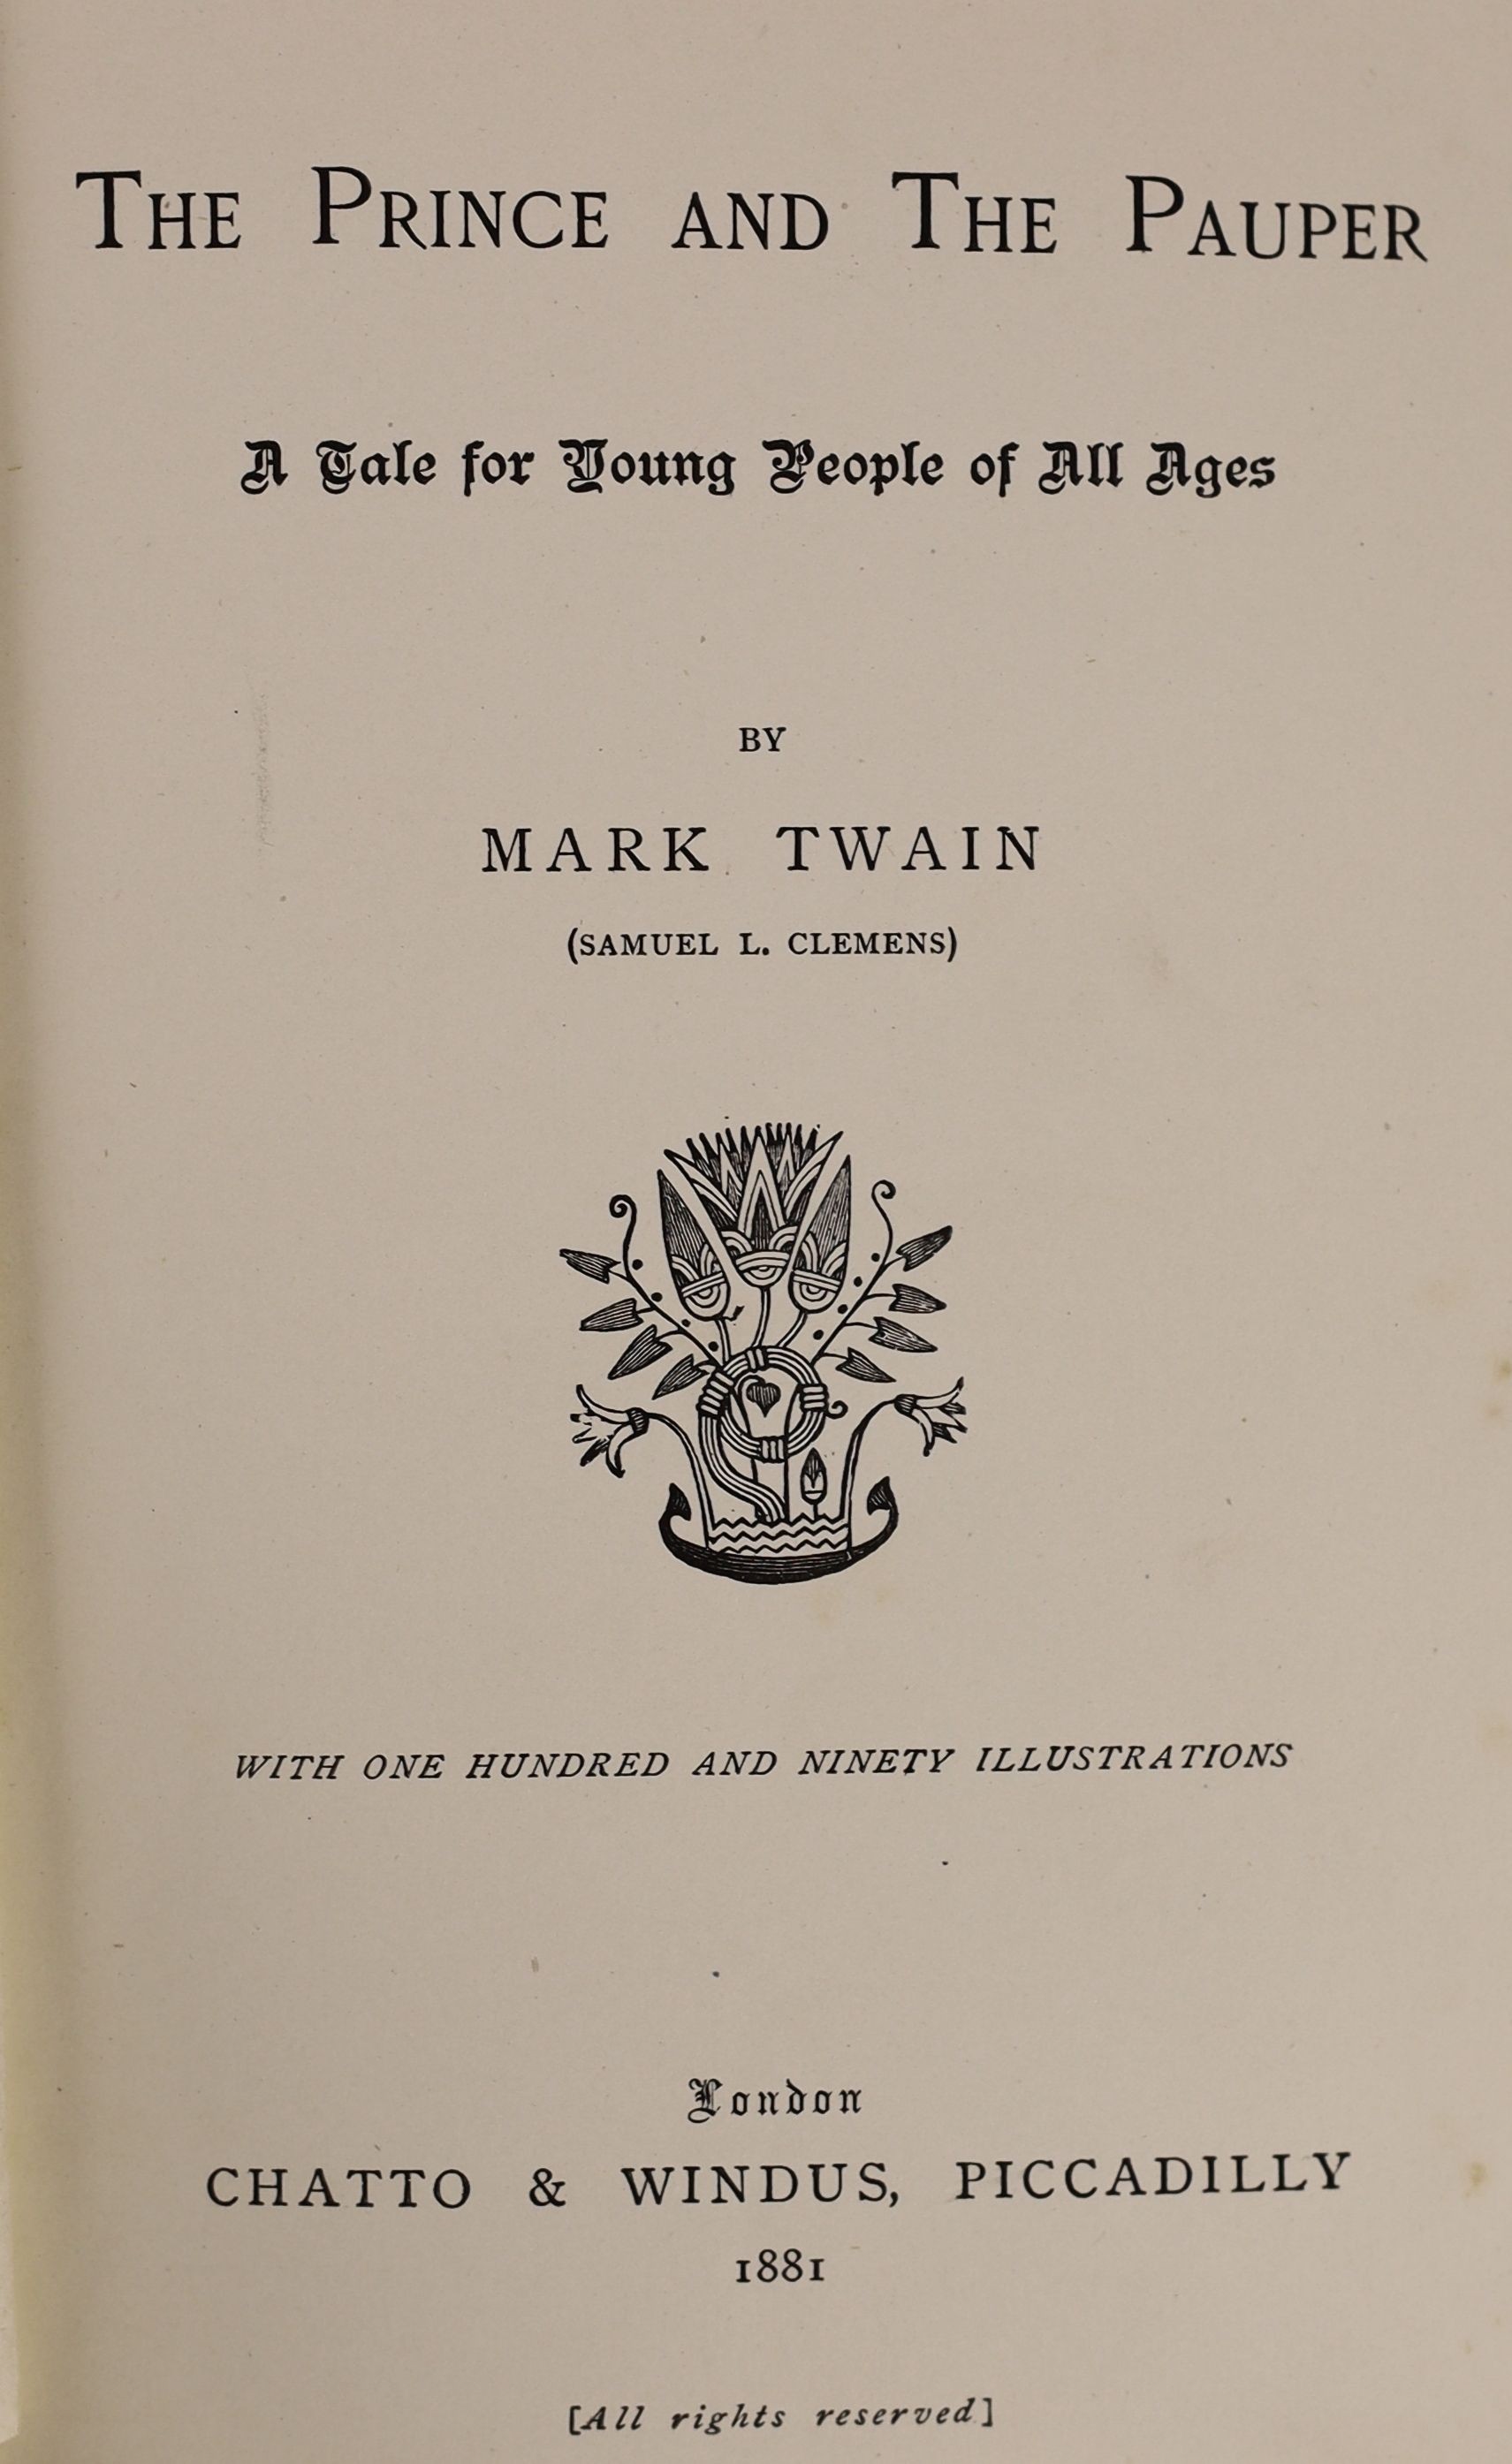 THE PRINCE AND THE PAUPER
A Tale for Young People of All Ages
BY
MARK TWAIN
(SAMUEL L. CLEMENS)
WITH ONE HUNDRED AND NINETY ILLUSTRATIONS
London
CHATTO & WINDUS, PICCADILLY
1881
[All rights reserved]